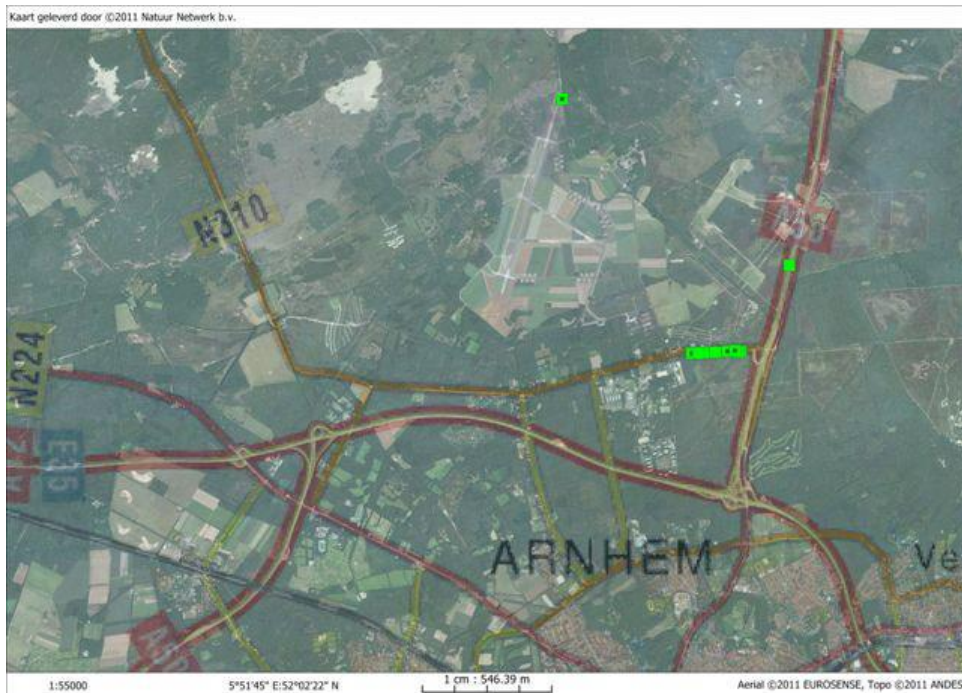 Kaart geleverd door ©2011 Natuur Netwerk b.v.
N310
N224
E35
ARNHEM
Ve
1:55000
5°51'45" E:52°02'22" N
1 cm : 546.39 m
Aerial ©2011 EUROSENSE, Topo ©2011 ANDES